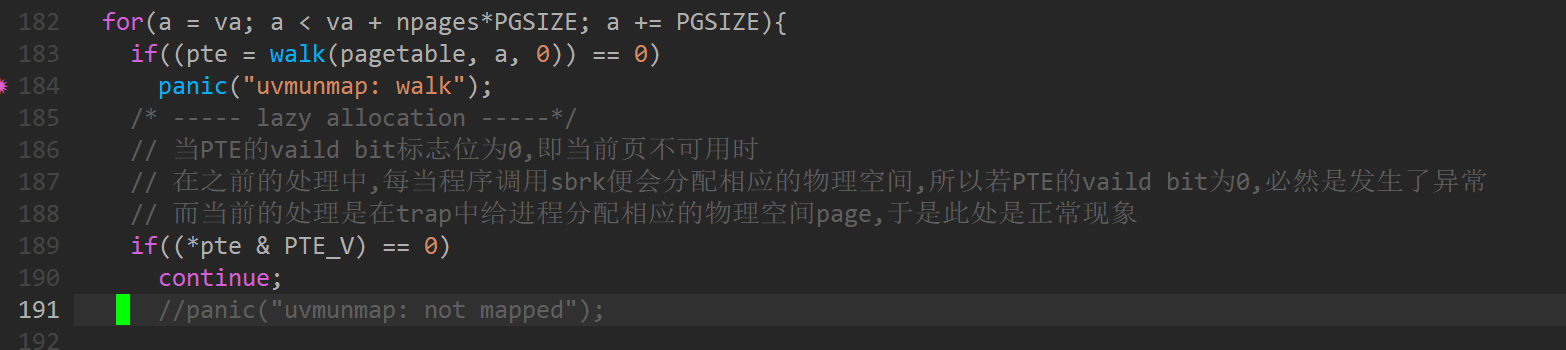 182 for(a = va; a < va + npages*PGSIZE; a += PGSIZE){
183 if((pte = walk(pagetable, a, 0)) == 0)
184 panic("uvmunmap: walk");
185 /* ----- lazy allocation -----*/
186 // 当PTE的vaild bit标志位为0,即当前页不可用时
187 // 在之前的处理中,每当程序调用sbrk便会分配相应的物理空间,所以若PTE的vaild bit为0,必然是发生了异常
188 // 而当前的处理是在trap中给进程分配相应的物理空间page,于是此处是正常现象
189 if((*pte & PTE_V) == 0)
190 continue;
191 //panic("uvmunmap: not mapped");
192